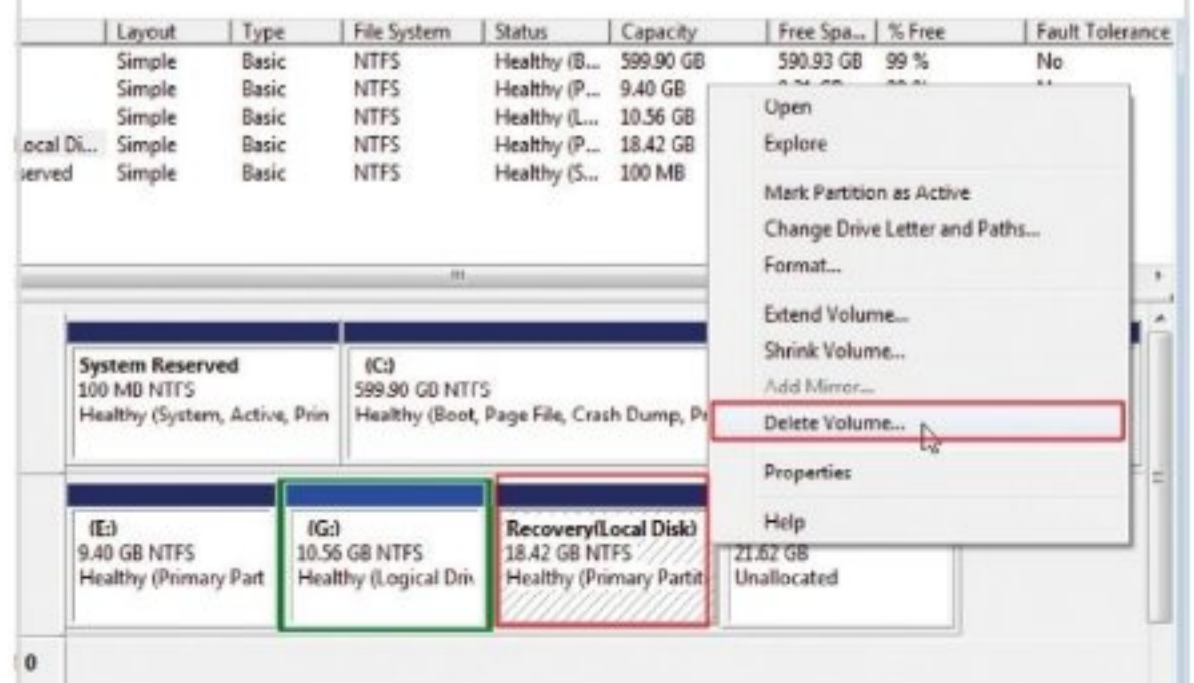 Layout Type File System Status Capacity Free Spa... % Free Fault Tolerance
Simple Basic NTFS Healthy (B... 599.90 GB 590.93 GB 99 % No
Simple Basic NTFS Healthy (P... 9.40 GB
Simple Basic NTFS Healthy (L... 10.56 GB
ocal Di... Simple Basic NTFS Healthy (P... 18.42 GB
served Simple Basic NTFS Healthy (S... 100 MB
Open
Explore
Mark Partition as Active
Change Drive Letter and Paths...
Format...
Extend Volume...
Shrink Volume...
Add Mirror...
Delete Volume...
Properties
Help
System Reserved
100 MB NTFS
Healthy (System, Active, Prin
(C:)
599.90 GB NTFS
Healthy (Boot, Page File, Crash Dump, Pr
(E:)
9.40 GB NTFS
Healthy (Primary Part
(G:)
10.56 GB NTFS
Healthy (Logical Driv
Recovery(Local Disk)
18.42 GB NTFS
Healthy (Primary Partit
21.62 GB
Unallocated
0